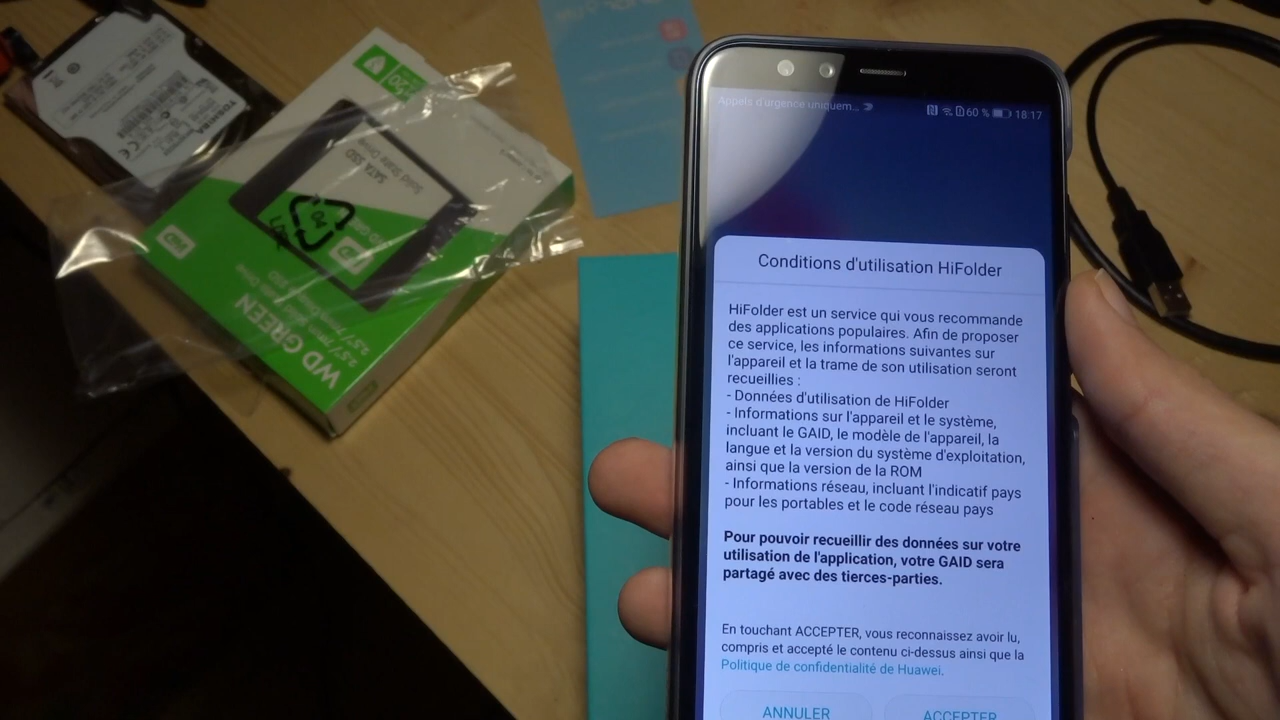 Appels d'urgence uniquem...
60 % 18:17
Conditions d'utilisation HiFolder
HiFolder est un service qui vous recommande
des applications populaires. Afin de proposer
ce service, les informations suivantes sur
l'appareil et la trame de son utilisation seront
recueillies :
- Données d'utilisation de HiFolder
- Informations sur l'appareil et le système,
incluant le GAID, le modèle de l'appareil, la
langue et la version du système d'exploitation,
ainsi que la version de la ROM
- Informations réseau, incluant l'indicatif pays
pour les portables et le code réseau pays
Pour pouvoir recueillir des données sur votre
utilisation de l'application, votre GAID sera
partagé avec des tierces-parties.
En touchant ACCEPTER, vous reconnaissez avoir lu,
compris et accepté le contenu ci-dessus ainsi que la
Politique de confidentialité de Huawei.
ANNULER ACCEPTER
TOSHIBA
SATA SSD
Solid State Drive
WD
WD GREEN